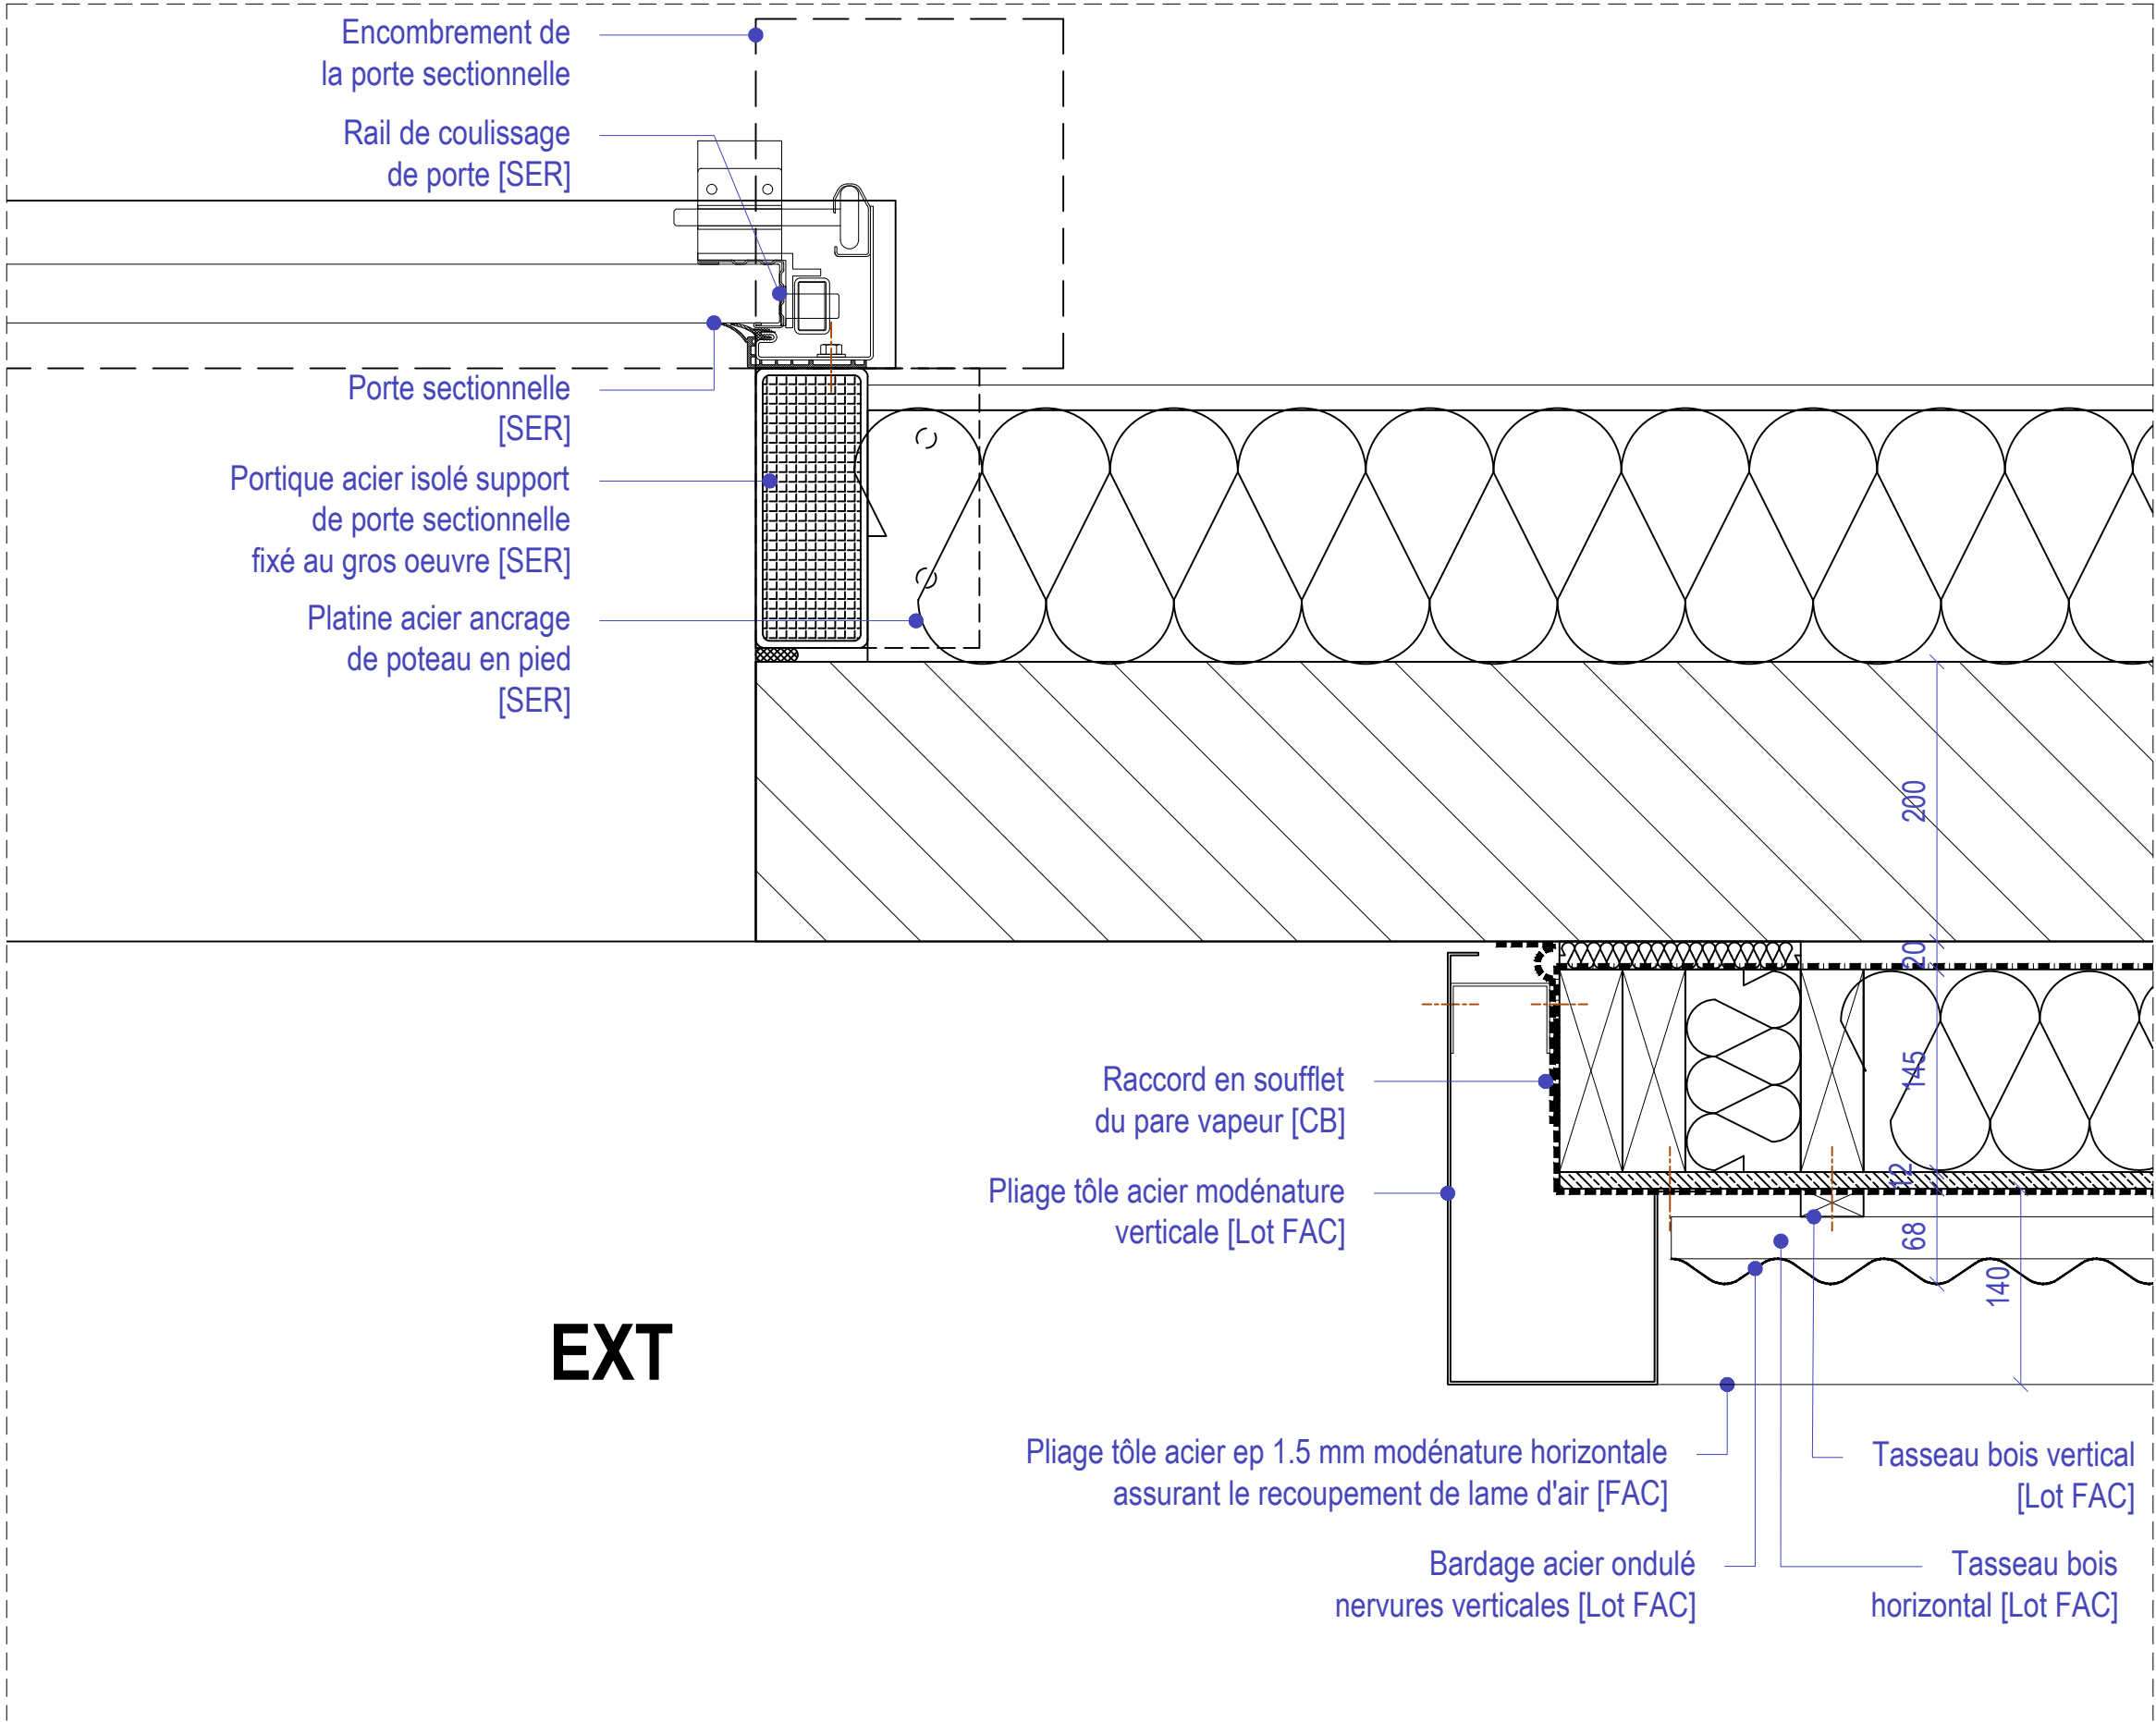 Encombrement de
la porte sectionnelle
Rail de coulissage
de porte [SER]
Porte sectionnelle
[SER]
Portique acier isolé support
de porte sectionnelle
fixé au gros oeuvre [SER]
Platine acier ancrage
de poteau en pied
[SER]
200
20
145
12
68
140
Raccord en soufflet
du pare vapeur [CB]
Pliage tôle acier modénature
verticale [Lot FAC]
EXT
Pliage tôle acier ep 1.5 mm modénature horizontale
assurant le recoupement de lame d'air [FAC]
Tasseau bois vertical
[Lot FAC]
Bardage acier ondulé
nervures verticales [Lot FAC]
Tasseau bois
horizontal [Lot FAC]